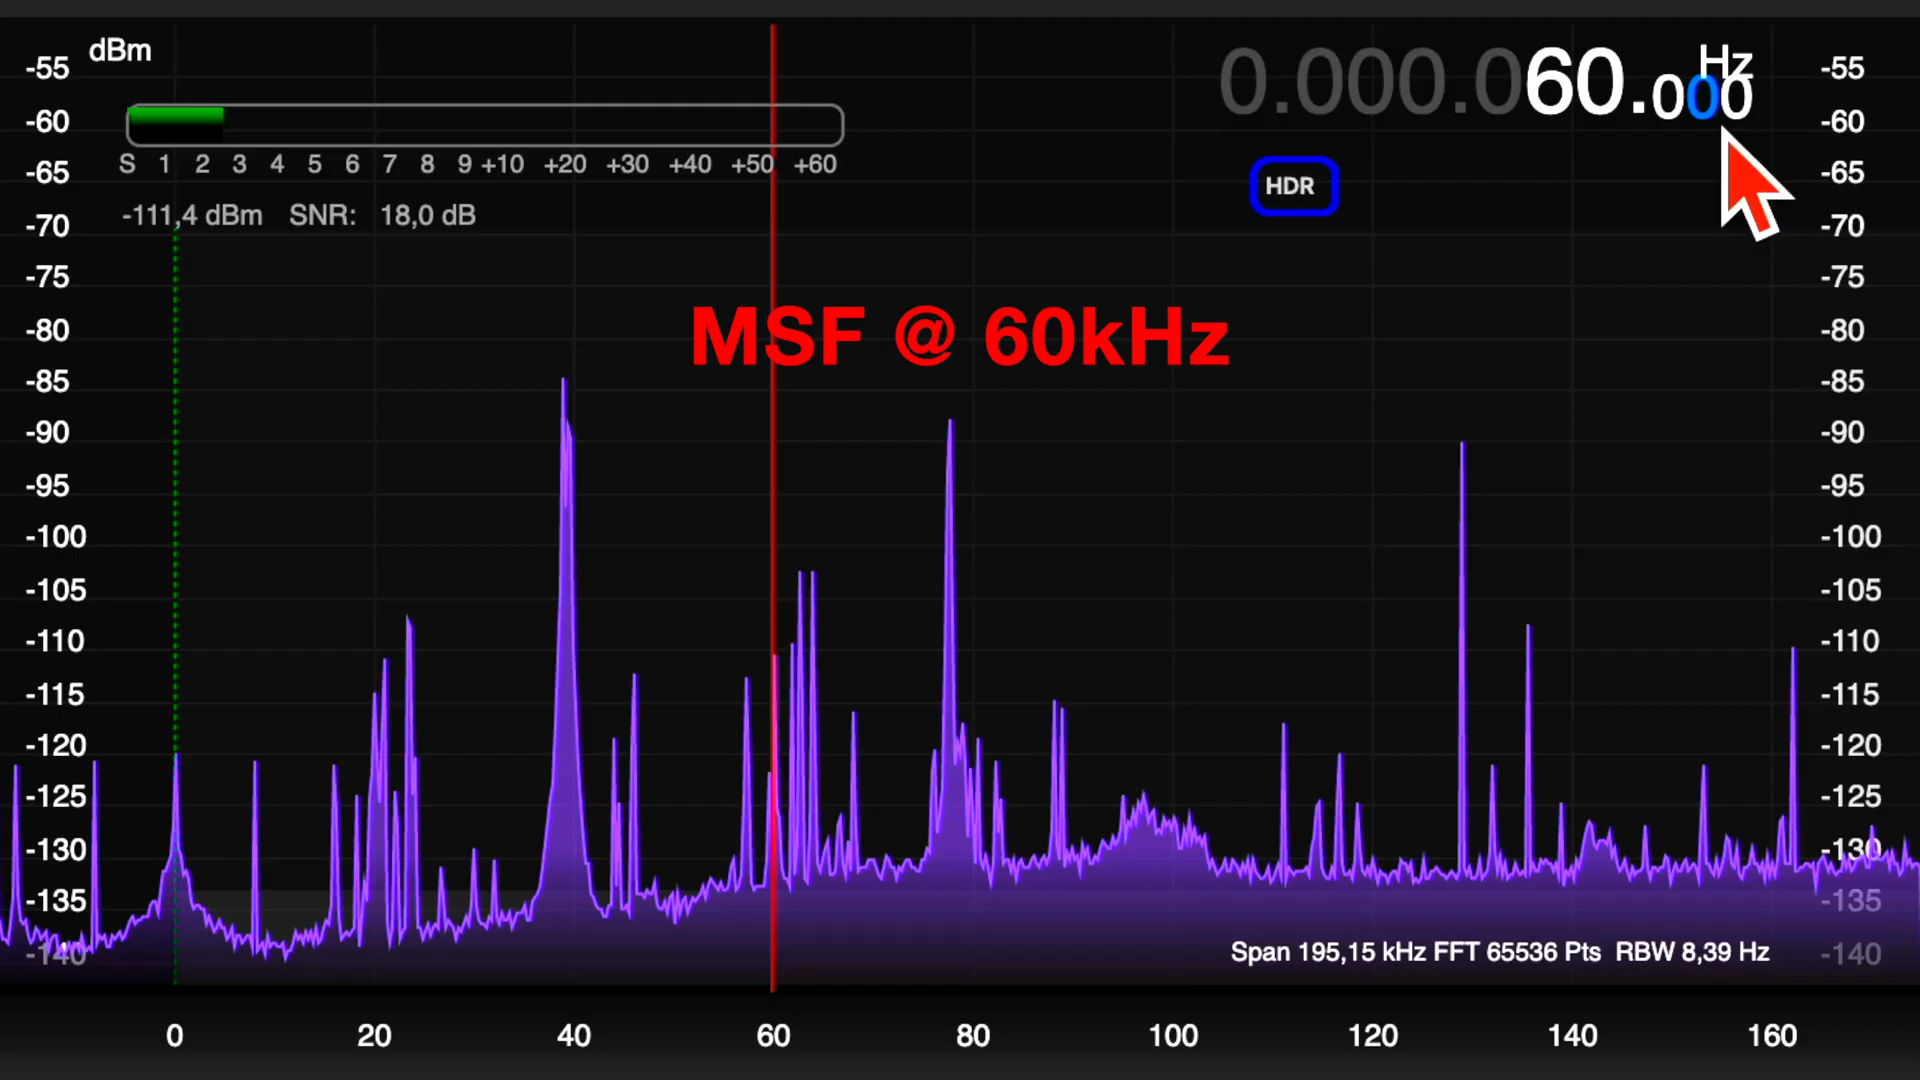 dBm
0.000.060.000 Hz
-55 -55
-60 -60
S 1 2 3 4 5 6 7 8 9 +10 +20 +30 +40 +50 +60
-65 -65
HDR
-111,4 dBm SNR: 18,0 dB
-70 -70
-75 -75
MSF @ 60kHz
-80 -80
-85 -85
-90 -90
-95 -95
-100 -100
-105 -105
-110 -110
-115 -115
-120 -120
-125 -125
-130 -130
-135 -135
-140 -140
Span 195,15 kHz FFT 65536 Pts RBW 8,39 Hz
0 20 40 60 80 100 120 140 160